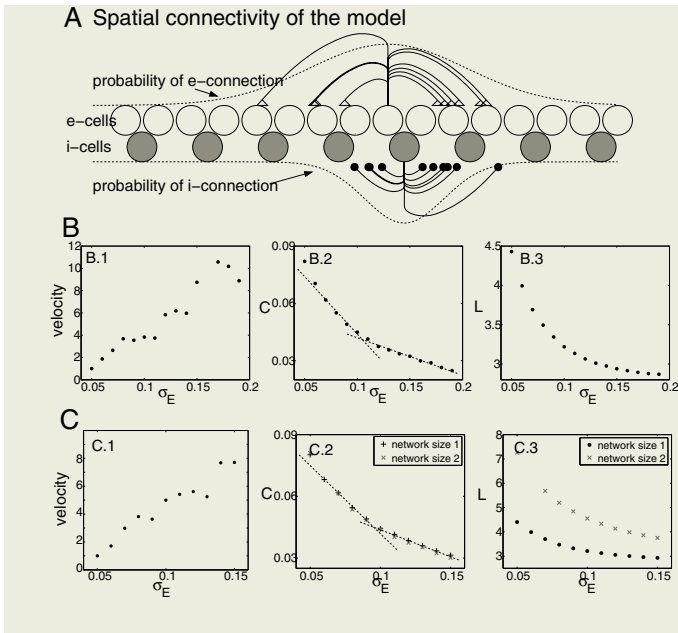 A Spatial connectivity of the model
probability of e-connection
e-cells
i-cells
probability of i-connection
B
B.1
velocity
12
10
8
6
4
2
0
0.05
0.1
0.15
0.2
σE
B.2
C
0.09
0.06
0.03
0.05
0.1
0.15
0.2
σE
B.3
L
4.5
4
3.5
3
0.05
0.1
0.15
0.2
σE
C
C.1
velocity
8
6
4
2
0
0.05
0.1
0.15
σE
C.2
+ network size 1
× network size 2
C
0.09
0.06
0.03
0.05
0.1
0.15
σE
C.3
• network size 1
× network size 2
L
8
7
6
5
4
3
0.05
0.1
0.15
σE